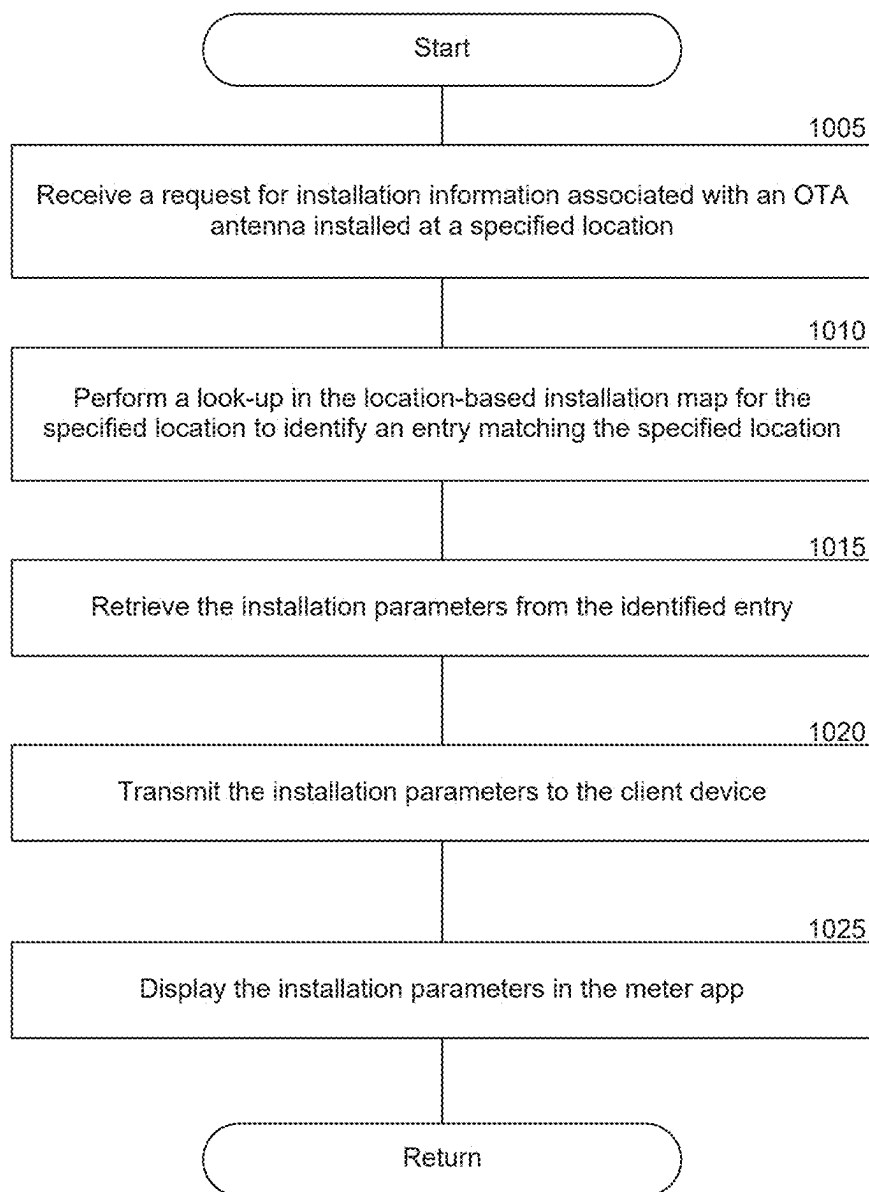 Start
1005
Receive a request for installation information associated with an OTA
antenna installed at a specified location
1010
Perform a look-up in the location-based installation map for the
specified location to identify an entry matching the specified location
1015
Retrieve the installation parameters from the identified entry
1020
Transmit the installation parameters to the client device
1025
Display the installation parameters in the meter app
Return